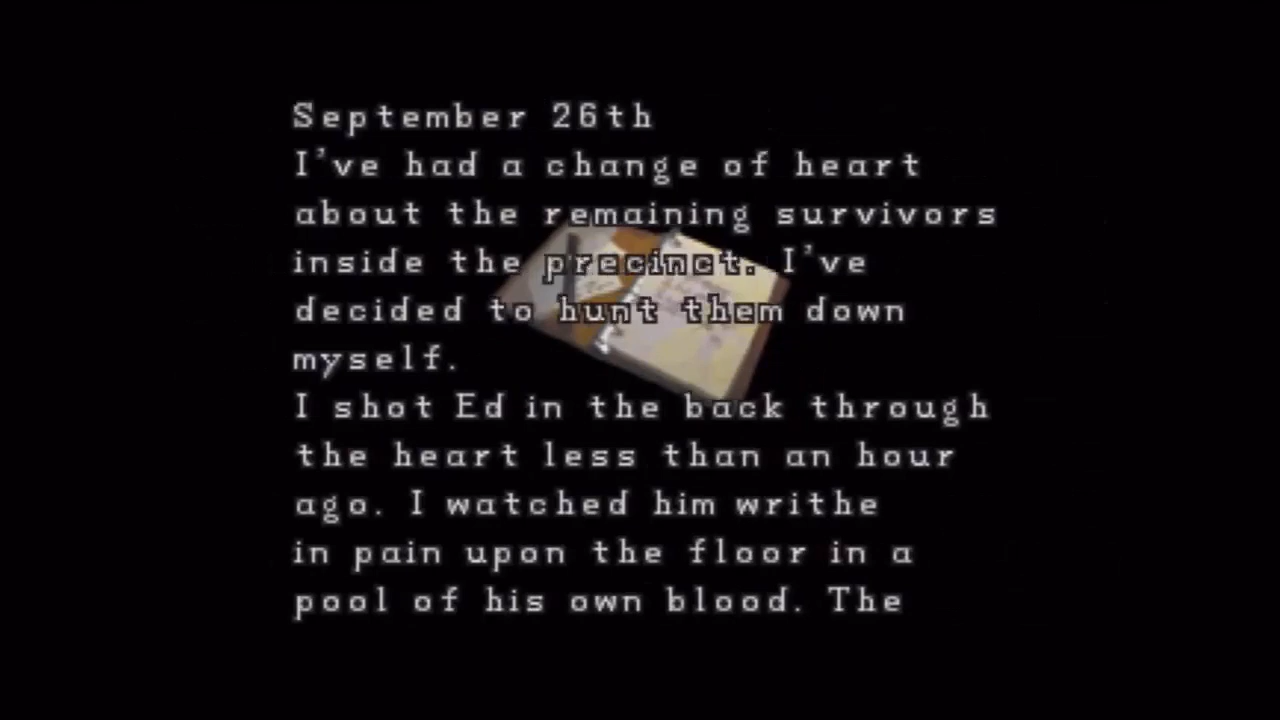 September 26th
I've had a change of heart
about the remaining survivors
inside the precinct. I've
decided to hunt them down
myself.
I shot Ed in the back through
the heart less than an hour
ago. I watched him writhe
in pain upon the floor in a
pool of his own blood. The